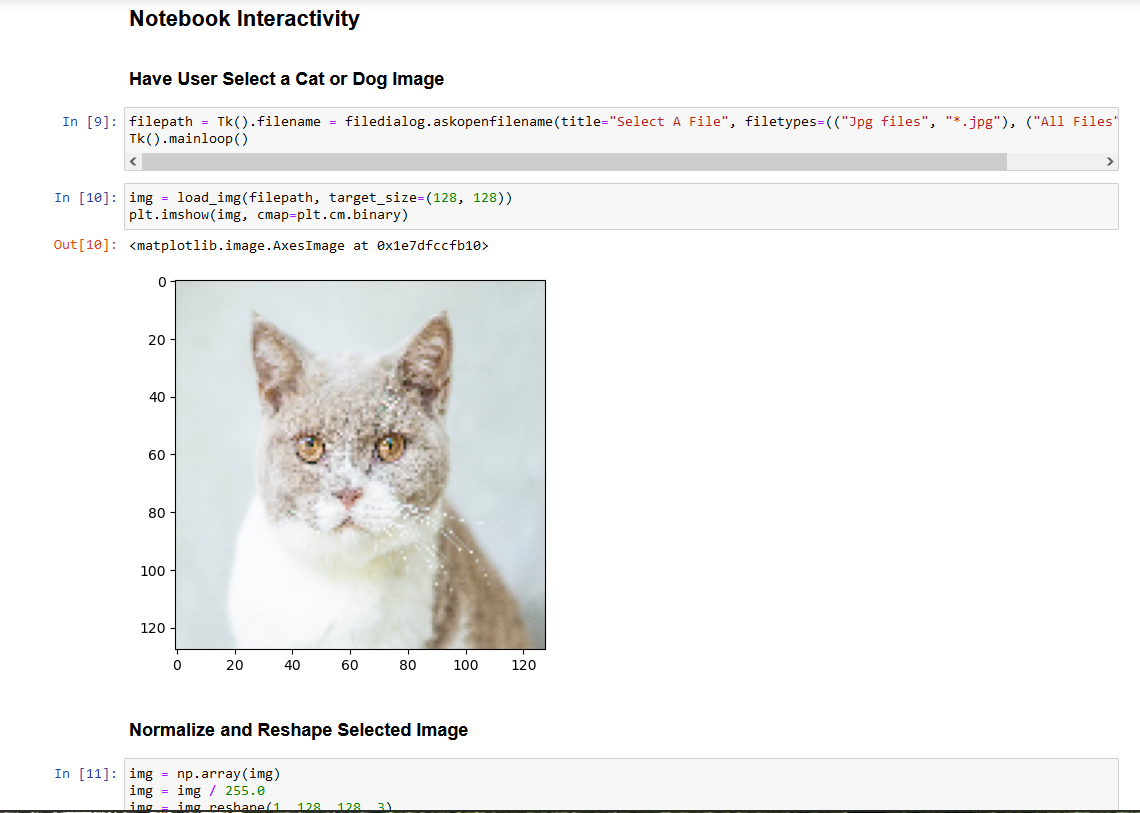 Notebook Interactivity
Have User Select a Cat or Dog Image
In [9]: filepath = Tk().filename = filedialog.askopenfilename(title="Select A File", filetypes=(("Jpg files", "*.jpg"), ("All Files"
Tk().mainloop()
In [10]: img = load_img(filepath, target_size=(128, 128))
plt.imshow(img, cmap=plt.cm.binary)
Out[10]: <matplotlib.image.AxesImage at 0x1e7dfccfb10>
0
20
40
60
80
100
120
0 20 40 60 80 100 120
Normalize and Reshape Selected Image
In [11]: img = np.array(img)
img = img / 255.0
img = img.reshape(1, 128, 128, 3)